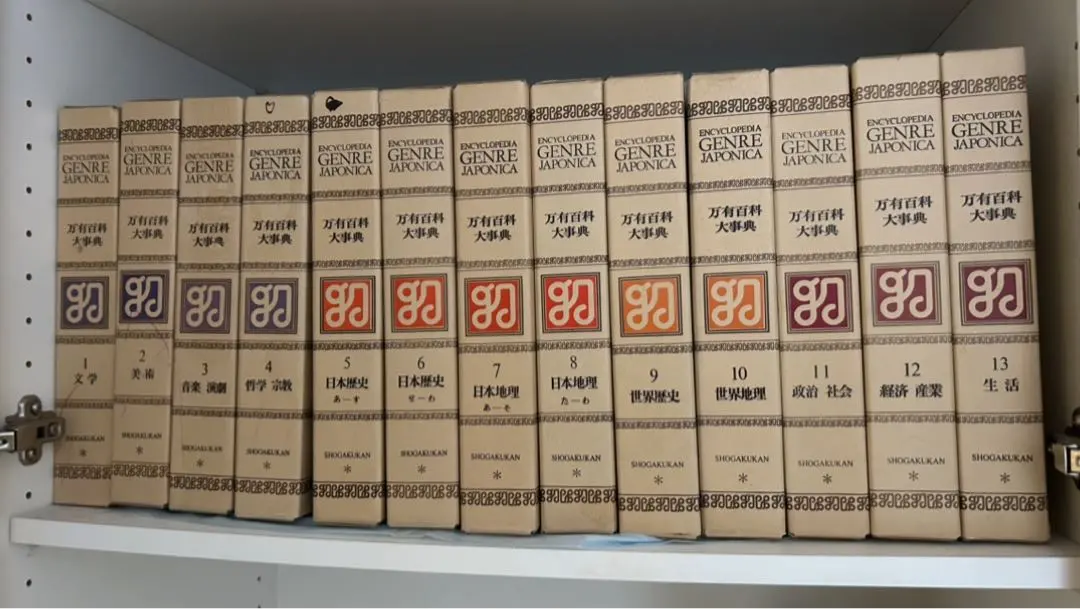 ENCYCLOPEDIA
GENRE
JAPONICA
万有百科
大事典
1
文学
SHOGAKUKAN
*
ENCYCLOPEDIA
GENRE
JAPONICA
万有百科
大事典
2
美術
SHOGAKUKAN
*
ENCYCLOPEDIA
GENRE
JAPONICA
万有百科
大事典
3
音楽 演劇
SHOGAKUKAN
*
ENCYCLOPEDIA
GENRE
JAPONICA
万有百科
大事典
4
哲学 宗教
SHOGAKUKAN
*
ENCYCLOPEDIA
GENRE
JAPONICA
万有百科
大事典
5
日本歴史
あーす
SHOGAKUKAN
*
ENCYCLOPEDIA
GENRE
JAPONICA
万有百科
大事典
6
日本歴史
せーわ
SHOGAKUKAN
*
ENCYCLOPEDIA
GENRE
JAPONICA
万有百科
大事典
7
日本地理
あーそ
SHOGAKUKAN
*
ENCYCLOPEDIA
GENRE
JAPONICA
万有百科
大事典
8
日本地理
たーわ
SHOGAKUKAN
*
ENCYCLOPEDIA
GENRE
JAPONICA
万有百科
大事典
9
世界歴史
SHOGAKUKAN
*
ENCYCLOPEDIA
GENRE
JAPONICA
万有百科
大事典
10
世界地理
SHOGAKUKAN
*
ENCYCLOPEDIA
GENRE
JAPONICA
万有百科
大事典
11
政治 社会
SHOGAKUKAN
*
ENCYCLOPEDIA
GENRE
JAPONICA
万有百科
大事典
12
経済 産業
SHOGAKUKAN
*
ENCYCLOPEDIA
GENRE
JAPONICA
万有百科
大事典
13
生活
SHOGAKUKAN
*